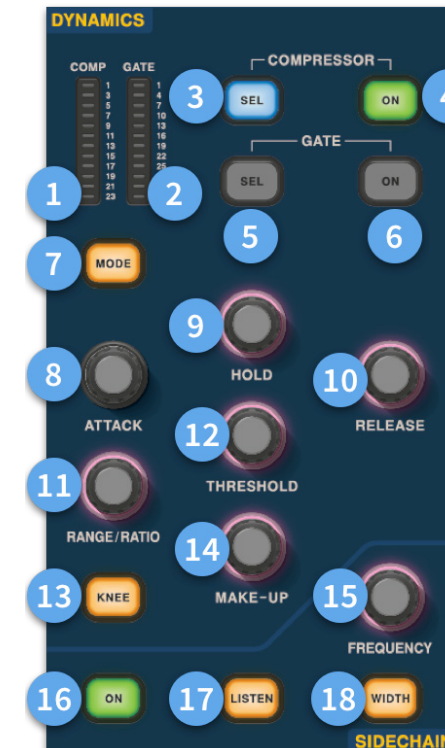 DYNAMICS
COMP GATE
COMPRESSOR
1 1
3 4
5 7
7 10
9 13
11 16
13 19
15 22
17 25
19
21
23
1
2
3
SEL
ON
4
GATE
SEL
ON
5
6
7
MODE
9
HOLD
8
ATTACK
10
RELEASE
12
THRESHOLD
11
RANGE/RATIO
14
MAKE-UP
13
KNEE
15
FREQUENCY
16
ON
17
LISTEN
18
WIDTH
SIDECHAIN